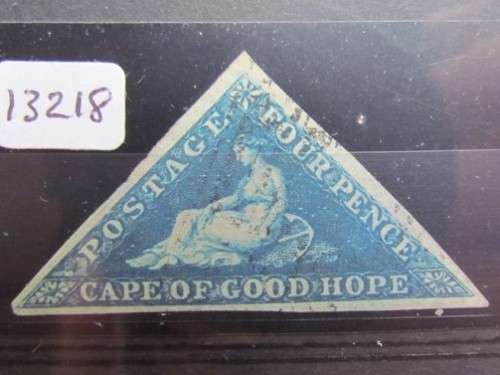 13218
POSTAGE
FOUR PENCE
CAPE OF GOOD HOPE